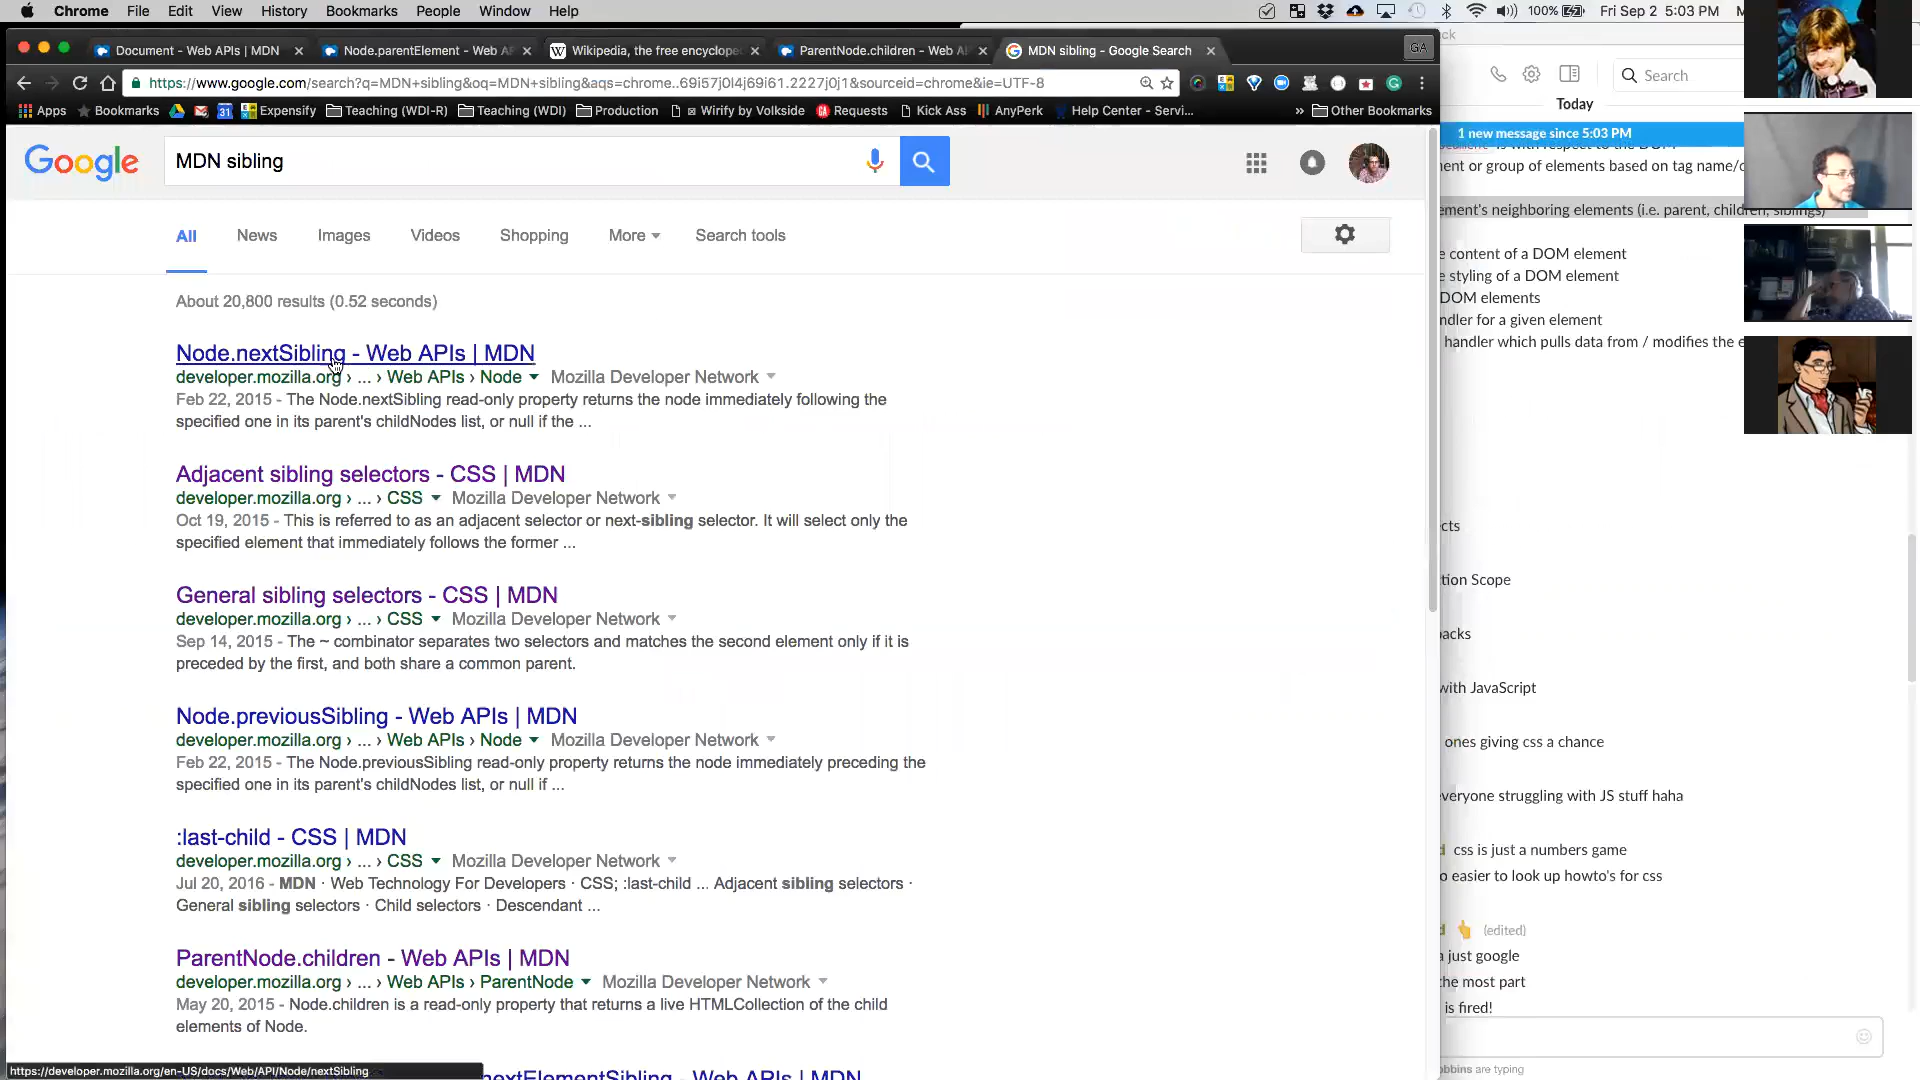 Chrome File Edit View History Bookmarks People Window Help
100% Fri Sep 2 5:03 PM
Document - Web APIs | MDN
Node.parentElement - Web AP
Wikipedia, the free encyclope
ParentNode.children - Web AP
MDN sibling - Google Search
GA
https://www.google.com/search?q=MDN+sibling&oq=MDN+sibling&aqs=chrome..69i57j0l4j69i61.2227j0j1&sourceid=chrome&ie=UTF-8
Apps Bookmarks 31 Expensify Teaching (WDI-R) Teaching (WDI) Production Wirify by Volkside Requests Kick Ass AnyPerk Help Center - Servi... » Other Bookmarks
Google
MDN sibling
All News Images Videos Shopping More Search tools
About 20,800 results (0.52 seconds)
Node.nextSibling - Web APIs | MDN
developer.mozilla.org › ... › Web APIs › Node Mozilla Developer Network
Feb 22, 2015 - The Node.nextSibling read-only property returns the node immediately following the
specified one in its parent's childNodes list, or null if the ...
Adjacent sibling selectors - CSS | MDN
developer.mozilla.org › ... › CSS Mozilla Developer Network
Oct 19, 2015 - This is referred to as an adjacent selector or next-sibling selector. It will select only the
specified element that immediately follows the former ...
General sibling selectors - CSS | MDN
developer.mozilla.org › ... › CSS Mozilla Developer Network
Sep 14, 2015 - The ~ combinator separates two selectors and matches the second element only if it is
preceded by the first, and both share a common parent.
Node.previousSibling - Web APIs | MDN
developer.mozilla.org › ... › Web APIs › Node Mozilla Developer Network
Feb 22, 2015 - The Node.previousSibling read-only property returns the node immediately preceding the
specified one in its parent's childNodes list, or null if ...
:last-child - CSS | MDN
developer.mozilla.org › ... › CSS Mozilla Developer Network
Jul 20, 2016 - MDN · Web Technology For Developers · CSS; :last-child ... Adjacent sibling selectors ·
General sibling selectors · Child selectors · Descendant ...
ParentNode.children - Web APIs | MDN
developer.mozilla.org › ... › Web APIs › ParentNode Mozilla Developer Network
May 20, 2015 - Node.children is a read-only property that returns a live HTMLCollection of the child
elements of Node.
extElementSibling - Web APIs | MDN
https://developer.mozilla.org/en-US/docs/Web/API/Node/nextSibling
ck
Search
Today
1 new message since 5:03 PM
ment or group of elements based on tag name/c
ement's neighboring elements (i.e. parent, children, siblings)
e content of a DOM element
e styling of a DOM element
DOM elements
andler for a given element
handler which pulls data from / modifies the e
ects
tion Scope
backs
with JavaScript
ones giving css a chance
everyone struggling with JS stuff haha
d css is just a numbers game
o easier to look up howto's for css
d (edited)
a just google
the most part
is fired!
obbins are typing